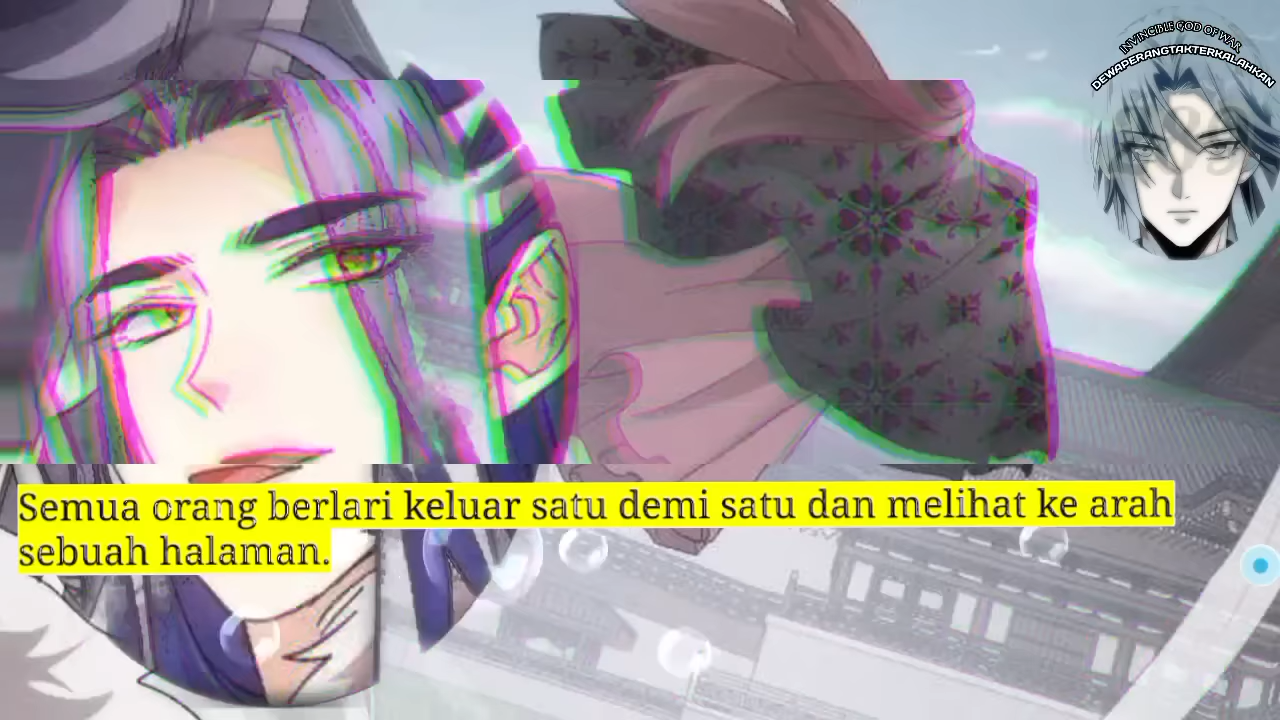 INVINCIBLE GOD OF WAR
DEWAPERANGTAKTERKALAHKAN
Semua orang berlari keluar satu demi satu dan melihat ke arah
sebuah halaman.